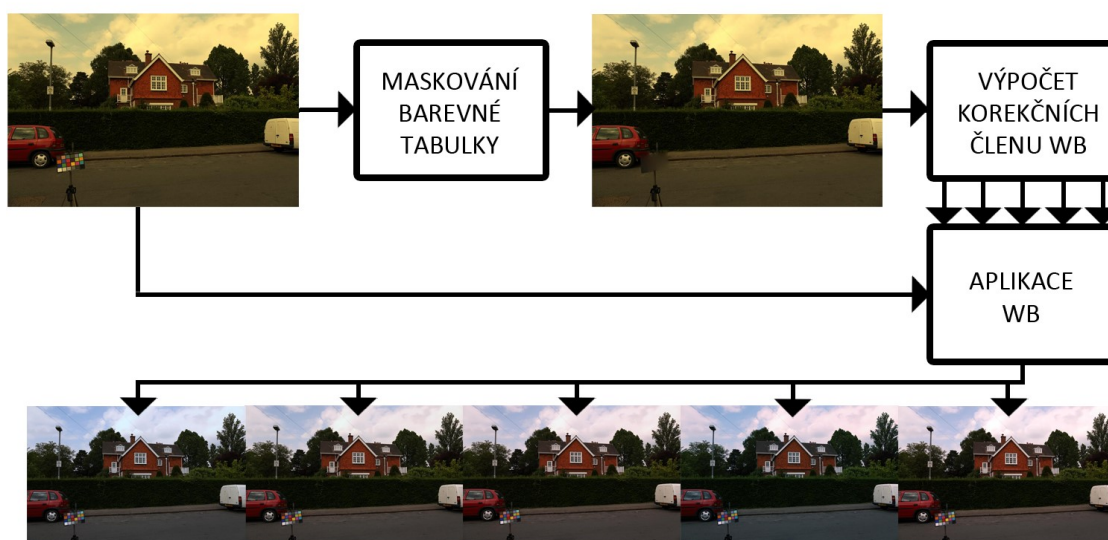 MASKOVÁNÍ
BAREVNÉ
TABULKY
VÝPOČET
KOREKČNÍCH
ČLENU WB
APLIKACE
WB